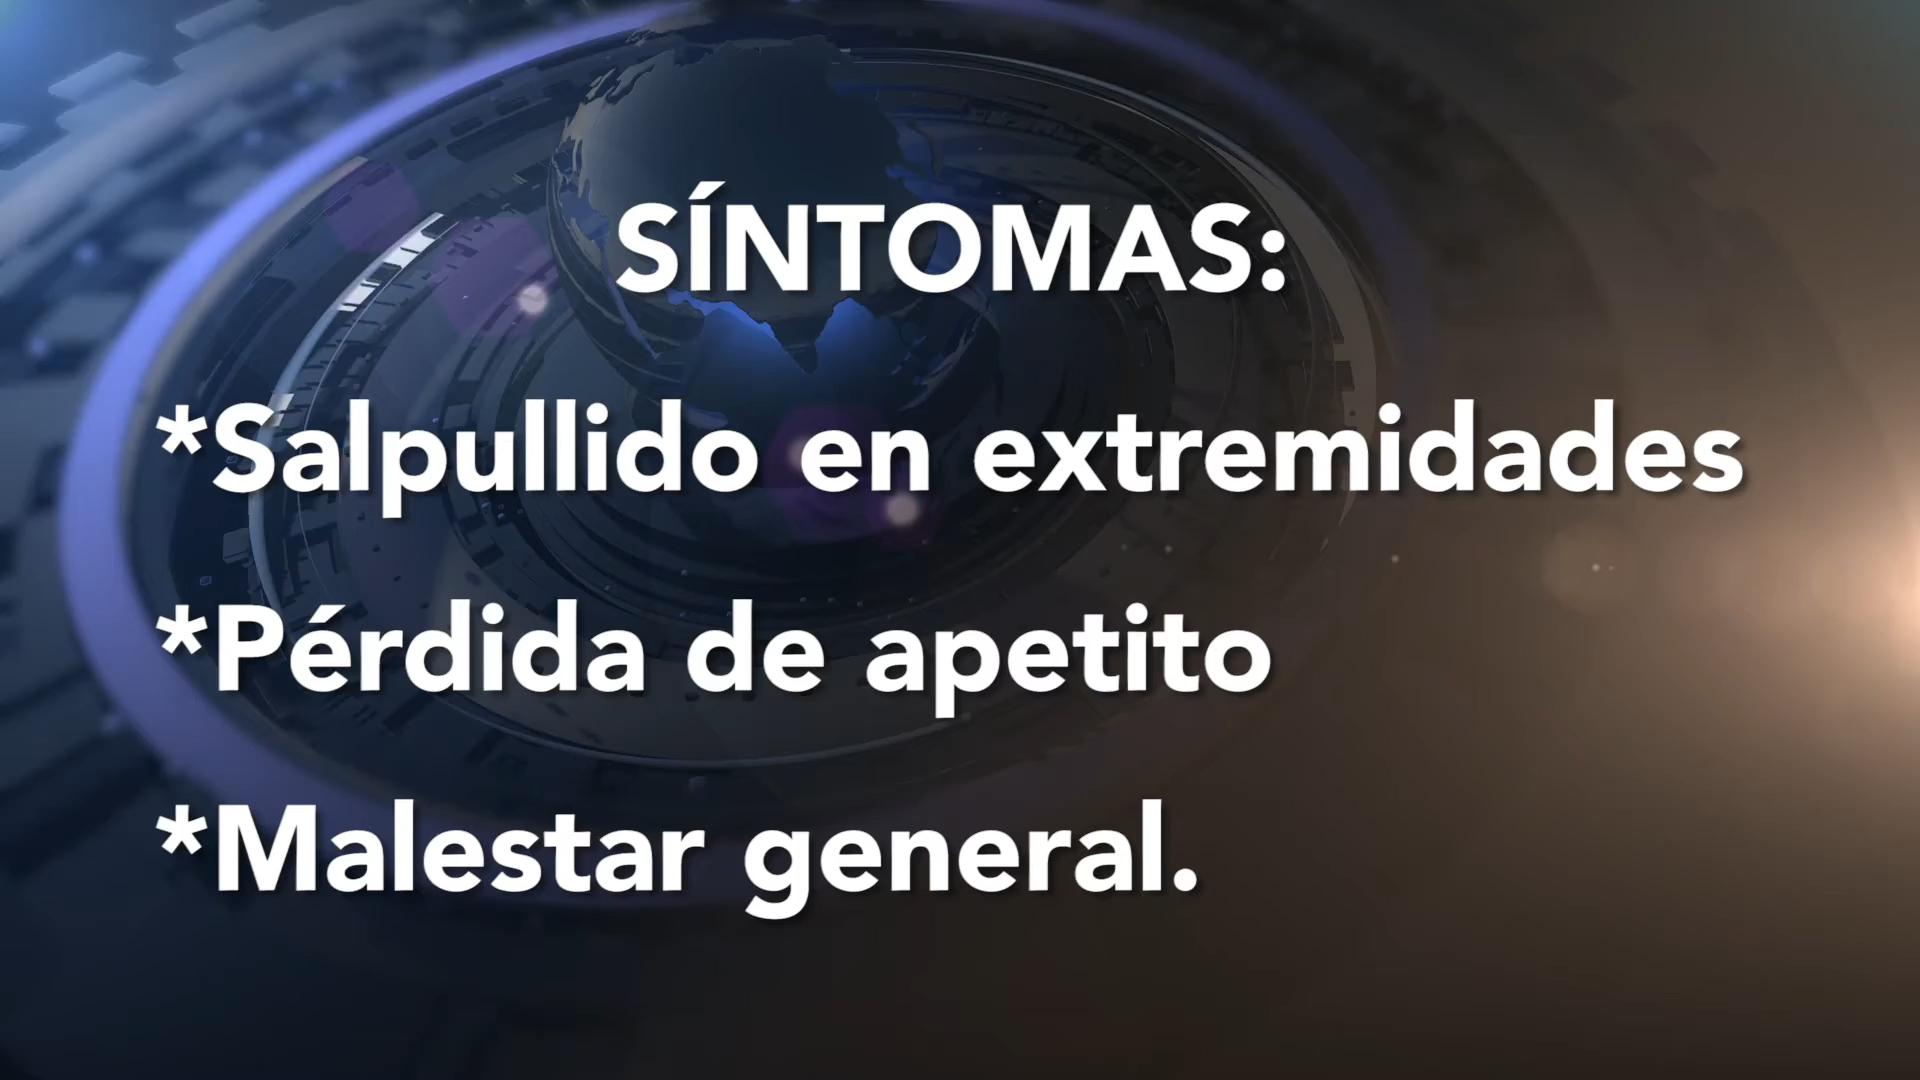 SÍNTOMAS:
*Salpullido en extremidades
*Pérdida de apetito
*Malestar general.